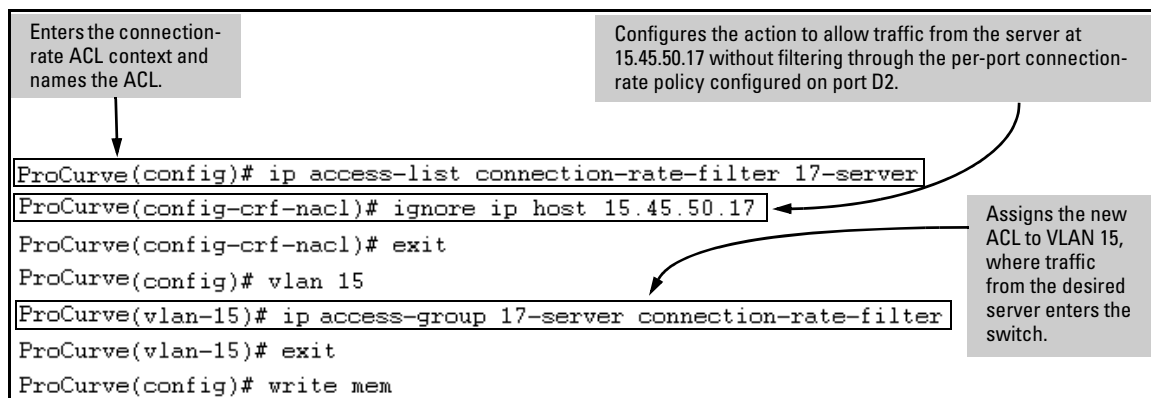 Enters the connection-
rate ACL context and
names the ACL.
Configures the action to allow traffic from the server at
15.45.50.17 without filtering through the per-port connection-
rate policy configured on port D2.
ProCurve(config)# ip access-list connection-rate-filter 17-server
ProCurve(config-crf-nacl)# ignore ip host 15.45.50.17
ProCurve(config-crf-nacl)# exit
ProCurve(config)# vlan 15
ProCurve(vlan-15)# ip access-group 17-server connection-rate-filter
ProCurve(vlan-15)# exit
ProCurve(config)# write mem
Assigns the new
ACL to VLAN 15,
where traffic
from the desired
server enters the
switch.